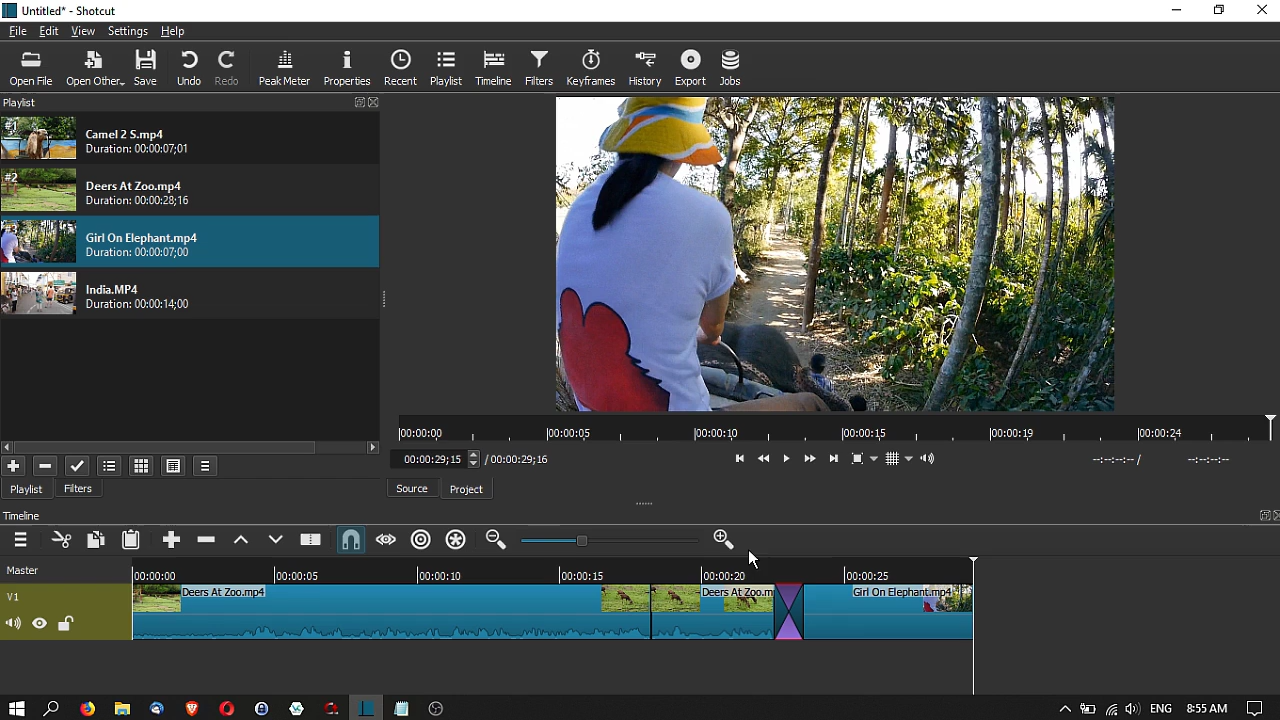 Untitled* - Shotcut
File Edit View Settings Help
Open File Open Other... Save Undo Redo Peak Meter Properties Recent Playlist Timeline Filters Keyframes History Export Jobs
Playlist
#1
Camel 2 S.mp4
Duration: 00:00:07;01
#2
Deers At Zoo.mp4
Duration: 00:00:28;16
Girl On Elephant.mp4
Duration: 00:00:07;00
India.MP4
Duration: 00:00:14;00
00:00:00 00:00:05 00:00:10 00:00:15 00:00:19 00:00:24
00:00:29;15 / 00:00:29;16 --:--:--:-- / --:--:--:--
Playlist Filters Source Project
Timeline
Master 00:00:00 00:00:05 00:00:10 00:00:15 00:00:20 00:00:25
V1 Deers At Zoo.mp4 Deers At Zoo.m Girl On Elephant.mp4
ENG 8:55 AM